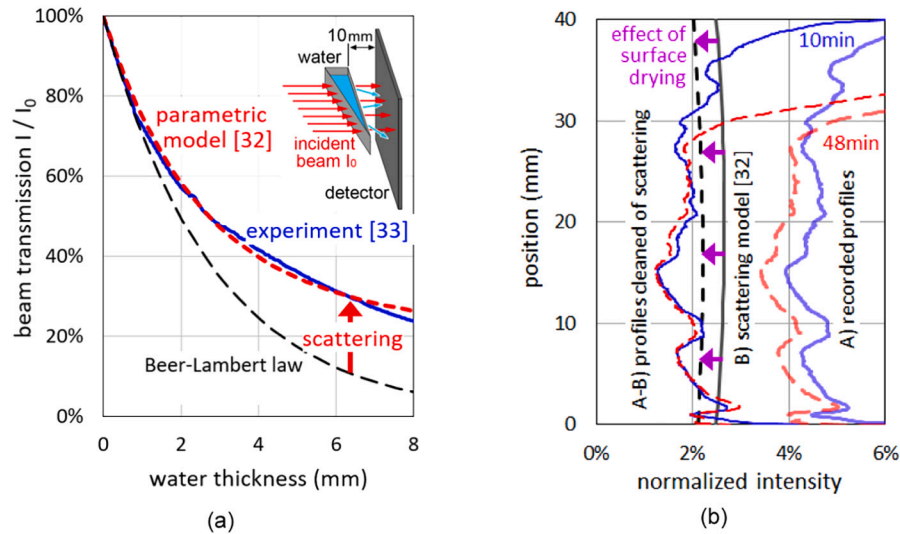 100%
80%
60%
40%
20%
0%
beam transmission I / I₀
0
2
4
6
8
water thickness (mm)
10mm
water
parametric
model [32]
incident
beam I₀
detector
experiment [33]
scattering
Beer-Lambert law
(a)
40
30
20
10
0
position (mm)
0%
2%
4%
6%
normalized intensity
effect of
surface
drying
10min
48min
A-B) profiles cleaned of scattering
B) scattering model [32]
A) recorded profiles
(b)